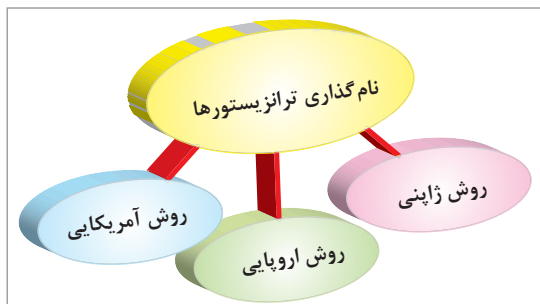 نام‌گذاری ترانزیستورها
روش ژاپنی
روش اروپایی
روش آمریکایی